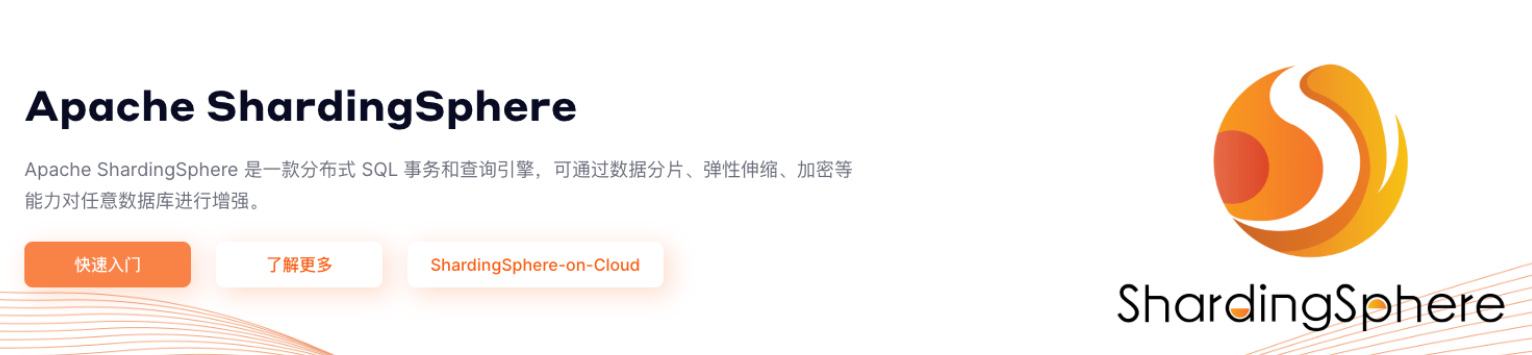 Apache ShardingSphere
Apache ShardingSphere 是一款分布式 SQL 事务和查询引擎，可通过数据分片、弹性伸缩、加密等
能力对任意数据库进行增强。
快速入门
了解更多
ShardingSphere-on-Cloud
ShardingSphere